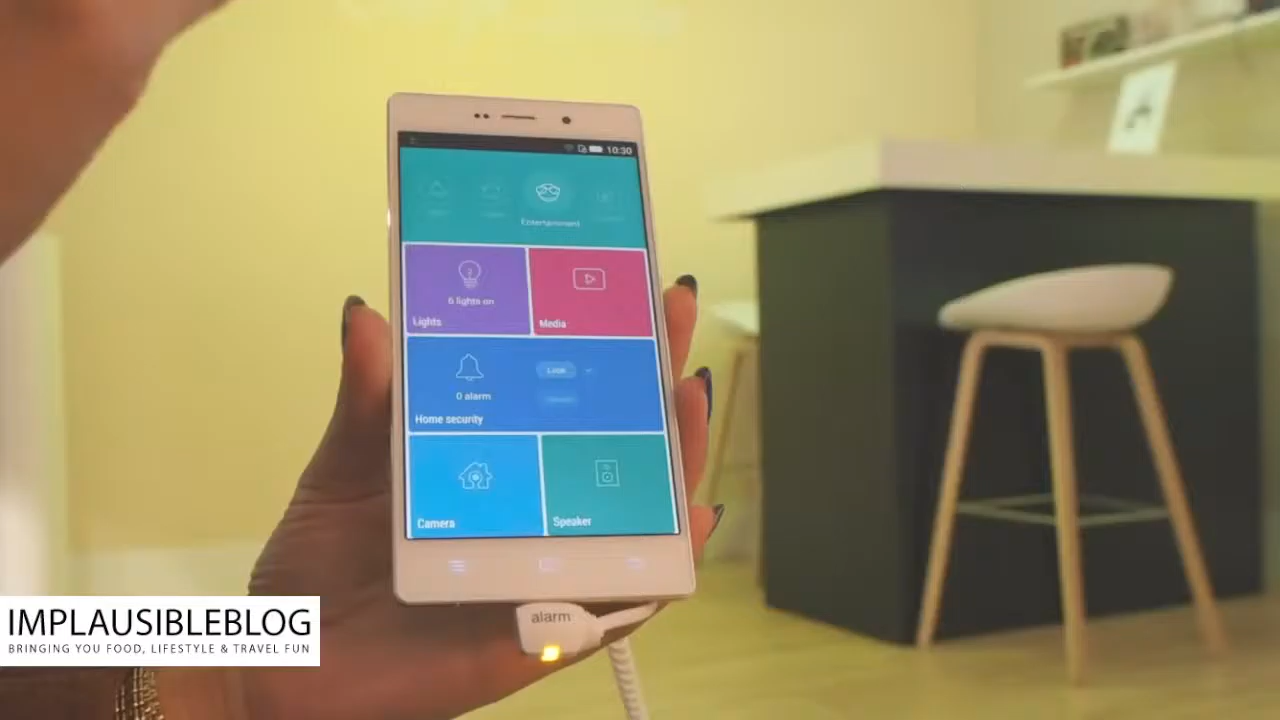 10:30
Entertainment
6 lights on
Lights
Media
0 alarm
Lock
Home security
Camera
Speaker
alarm
IMPLAUSIBLEBLOG
BRINGING YOU FOOD, LIFESTYLE & TRAVEL FUN